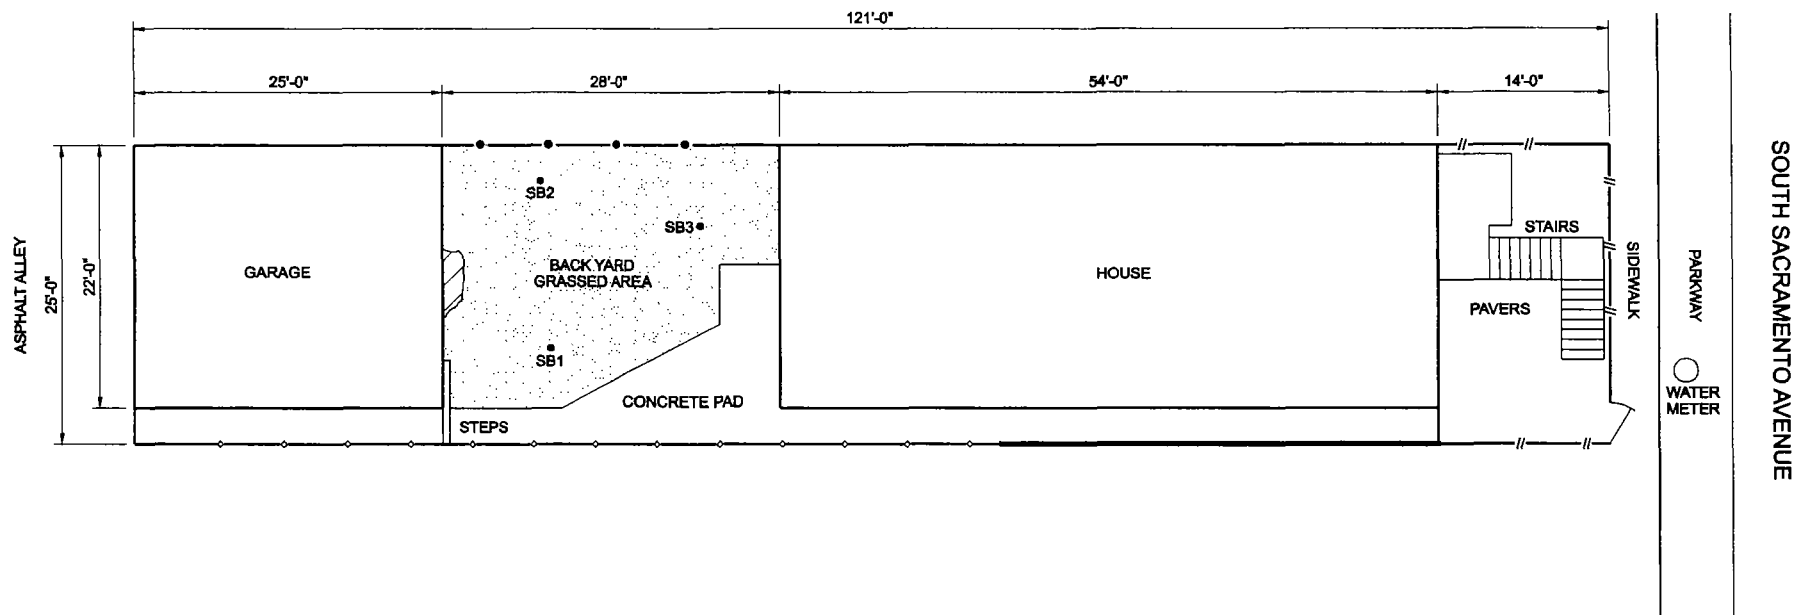 121'-0"
25'-0"
28'-0"
54'-0"
14'-0"
ASPHALT ALLEY
25'-0"
22'-0"
GARAGE
SB2
SB3
BACK YARD
GRASSED AREA
SB1
CONCRETE PAD
STEPS
HOUSE
STAIRS
PAVERS
SIDEWALK
PARKWAY
WATER
METER
SOUTH SACRAMENTO AVENUE